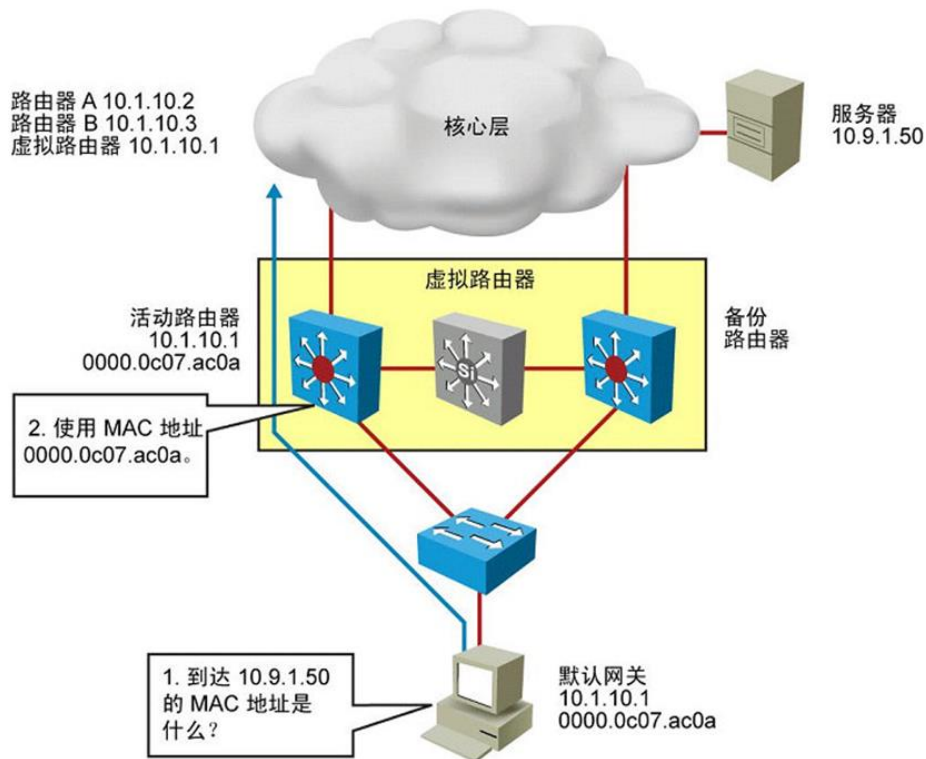 路由器 A 10.1.10.2
路由器 B 10.1.10.3
虚拟路由器 10.1.10.1
核心层
服务器
10.9.1.50
虚拟路由器
活动路由器
10.1.10.1
0000.0c07.ac0a
备份
路由器
Si
2. 使用 MAC 地址
0000.0c07.ac0a。
1. 到达 10.9.1.50
的 MAC 地址是
什么？
默认网关
10.1.10.1
0000.0c07.ac0a